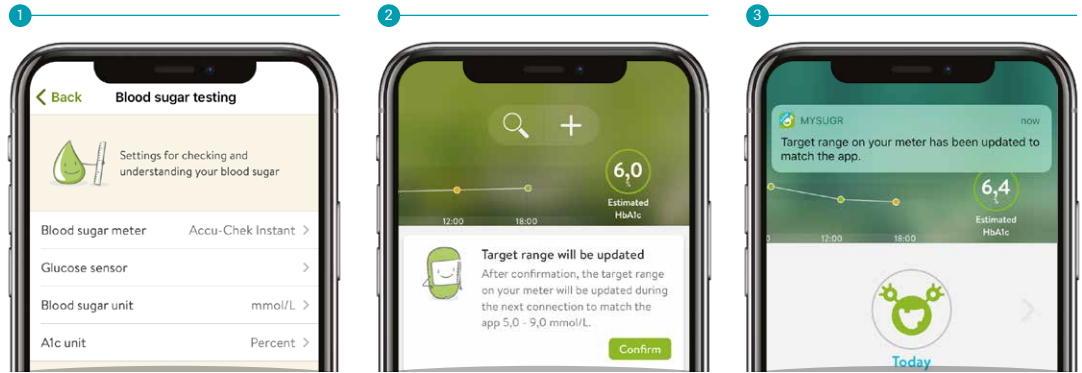 1
2
3
Back Blood sugar testing
Settings for checking and
understanding your blood sugar
Blood sugar meter Accu-Chek Instant
Glucose sensor
Blood sugar unit mmol/L
A1c unit Percent
6,0
%
Estimated
HbA1c
12:00 18:00
Target range will be updated
After confirmation, the target range
on your meter will be updated during
the next connection to match the
app 5,0 - 9,0 mmol/L.
Confirm
MYSUGR now
Target range on your meter has been updated to
match the app.
6,4
%
Estimated
HbA1c
12:00 18:00
Today